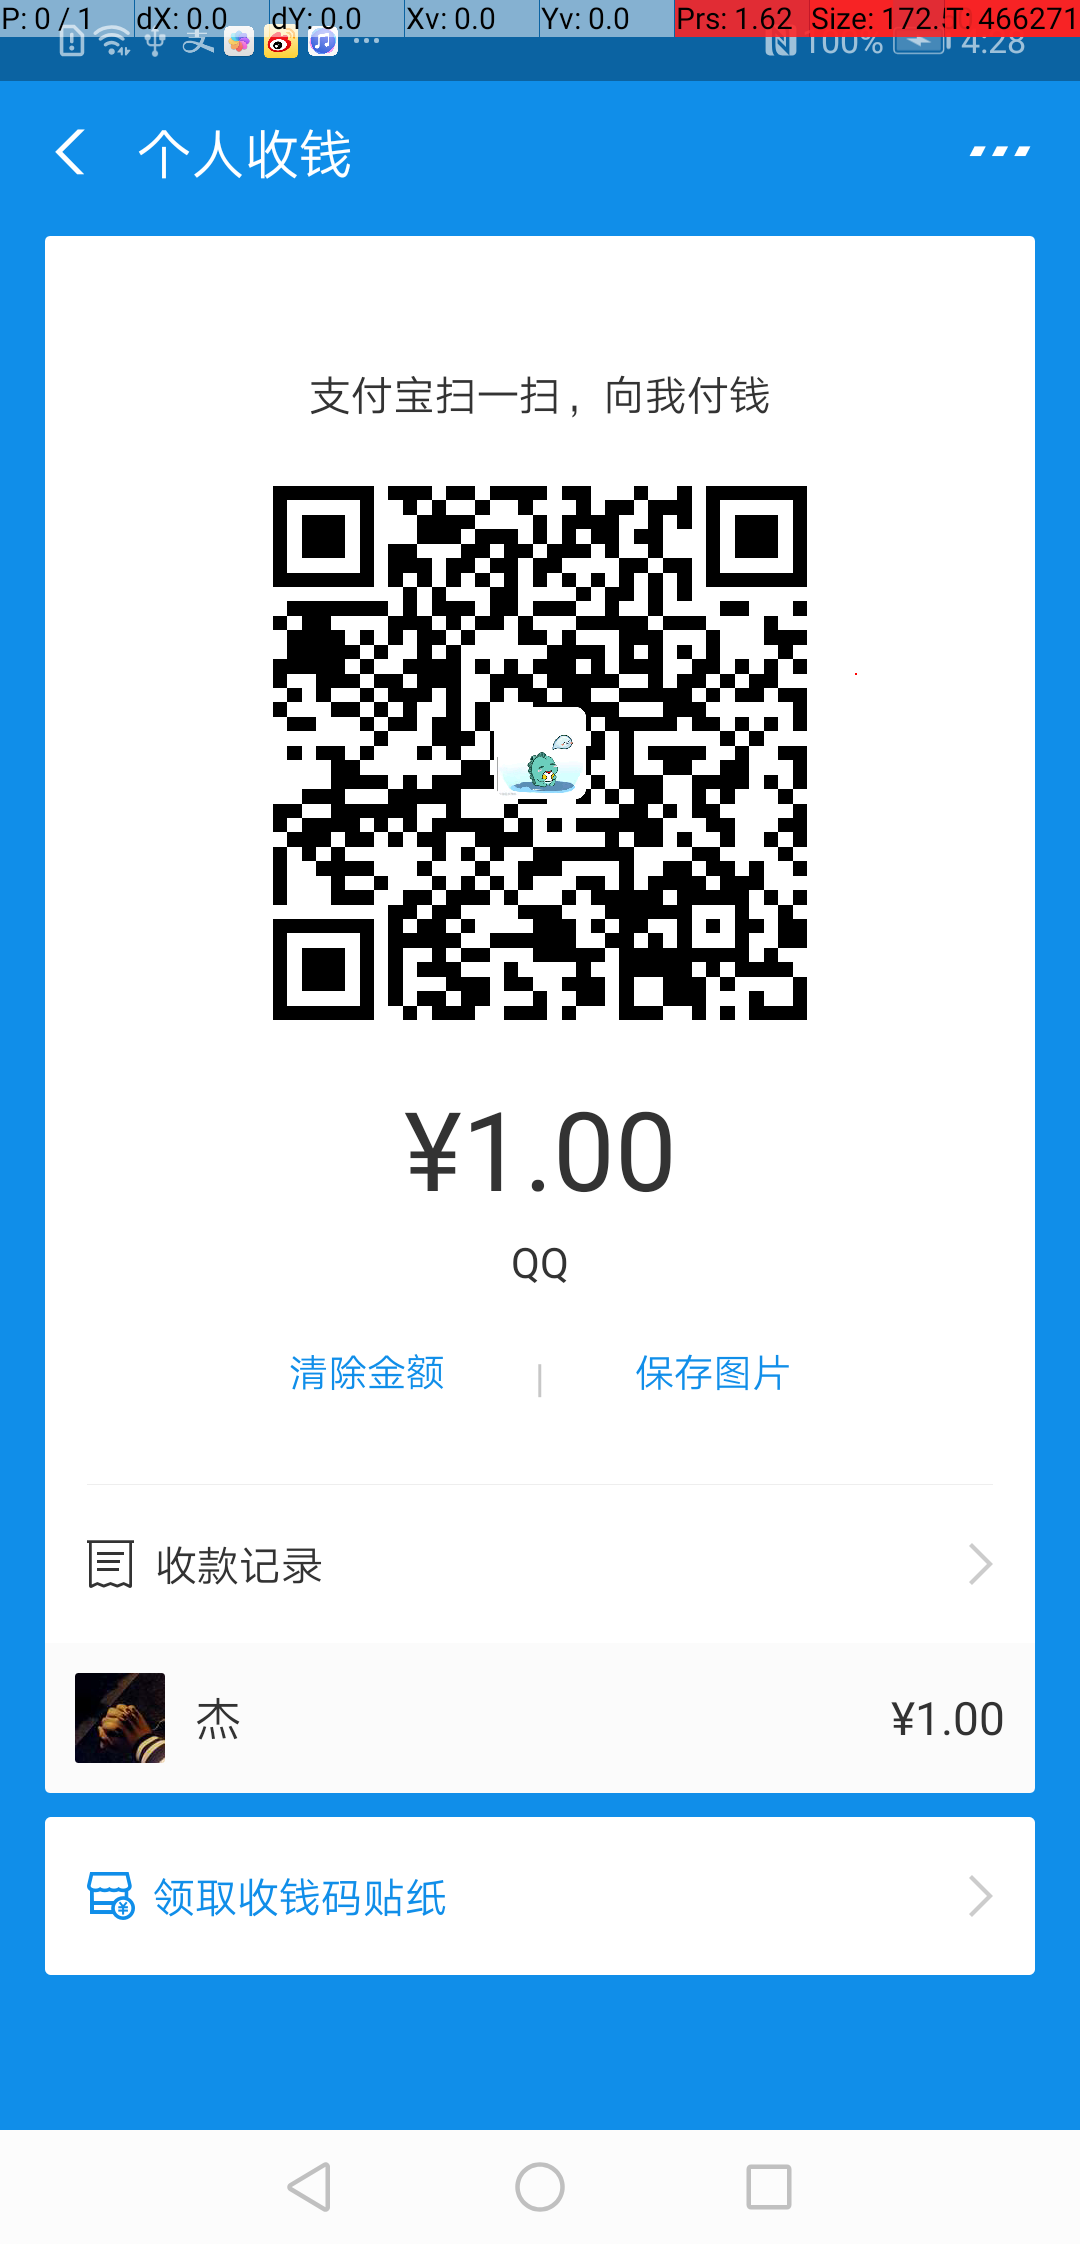 P: 0 / 1 dX: 0.0 dY: 0.0 Xv: 0.0 Yv: 0.0 Prs: 1.62 Size: 172. T: 466271
支 100% 4:28
个人收钱
支付宝扫一扫，向我付钱
¥1.00
QQ
清除金额 | 保存图片
收款记录
杰 ¥1.00
领取收钱码贴纸